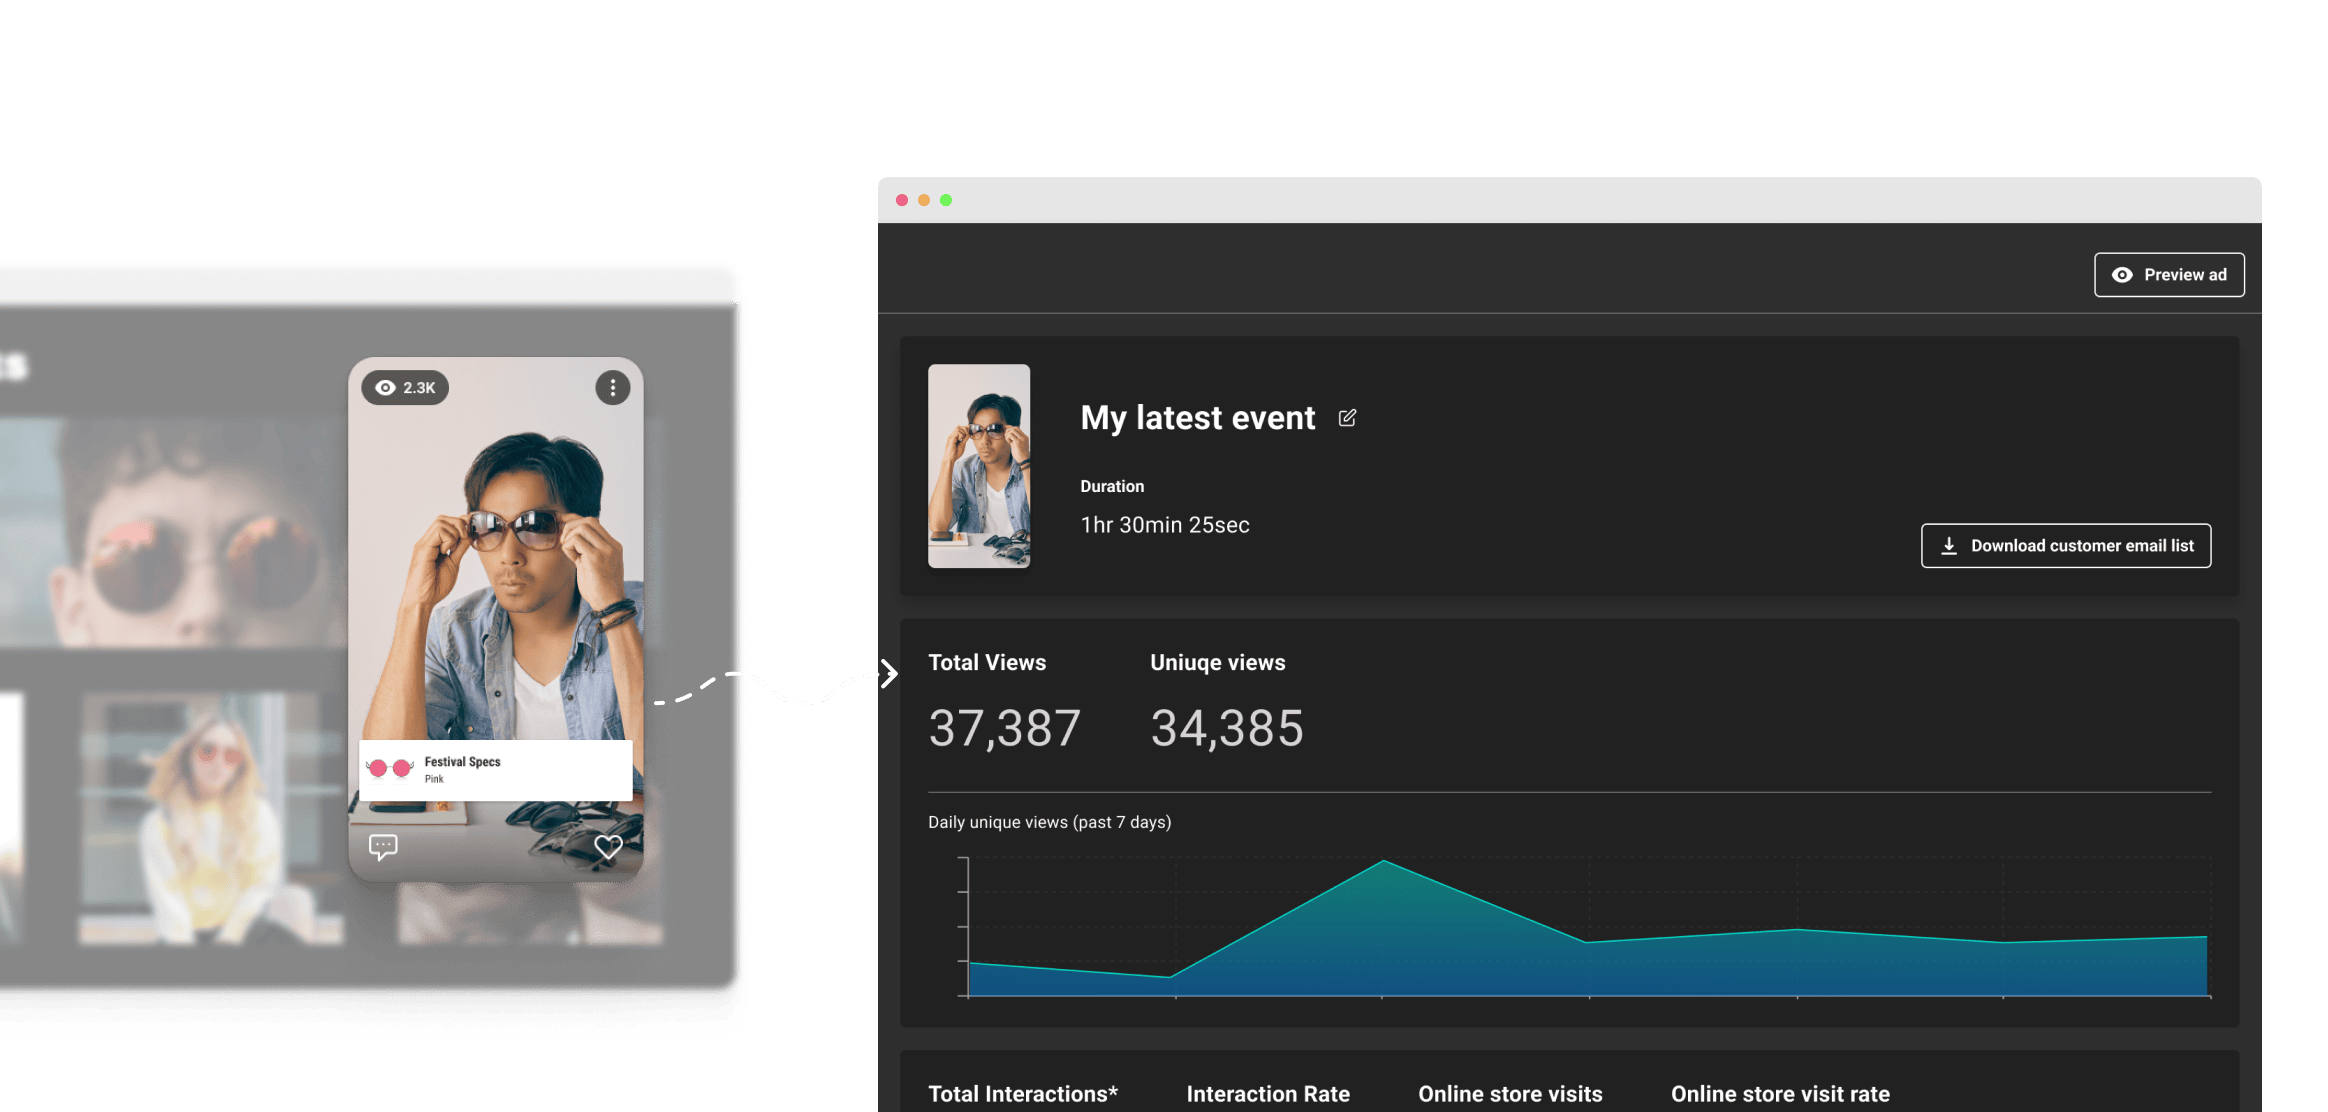 2.3K
Festival Specs
Pink
Preview ad
My latest event
Duration
1hr 30min 25sec
Download customer email list
Total Views
Uniuqe views
37,387
34,385
Daily unique views (past 7 days)
Total Interactions*
Interaction Rate
Online store visits
Online store visit rate